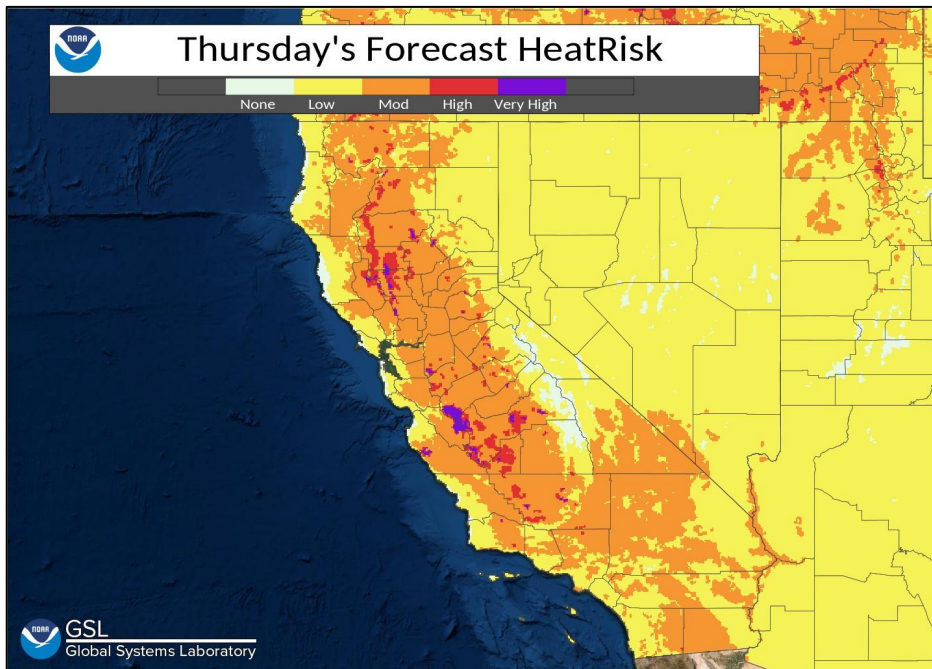 NOAA
Thursday's Forecast HeatRisk
None Low Mod High Very High
NOAA
GSL
Global Systems Laboratory